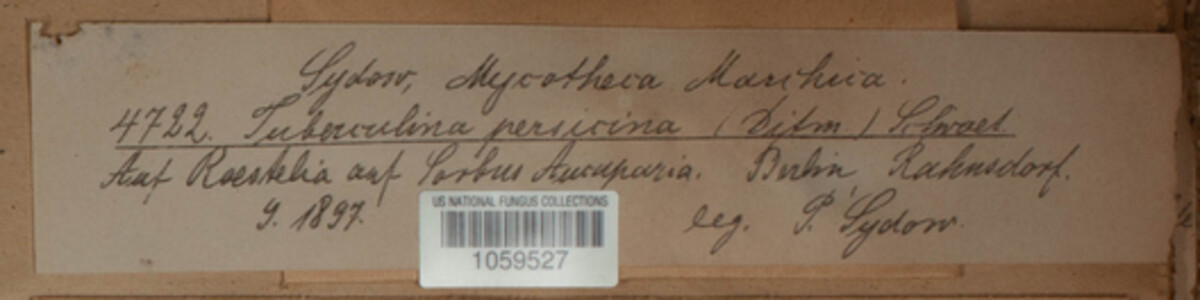 Sydow, Mycotheca Marchica.
4722. Tuberculina persicina (Ditm.) Schroet.
Auf Roestelia auf Sorbus Aucuparia. Berlin, Rahnsdorf.
9. 1897. leg. P. Sydow.
US NATIONAL FUNGUS COLLECTIONS
1059527